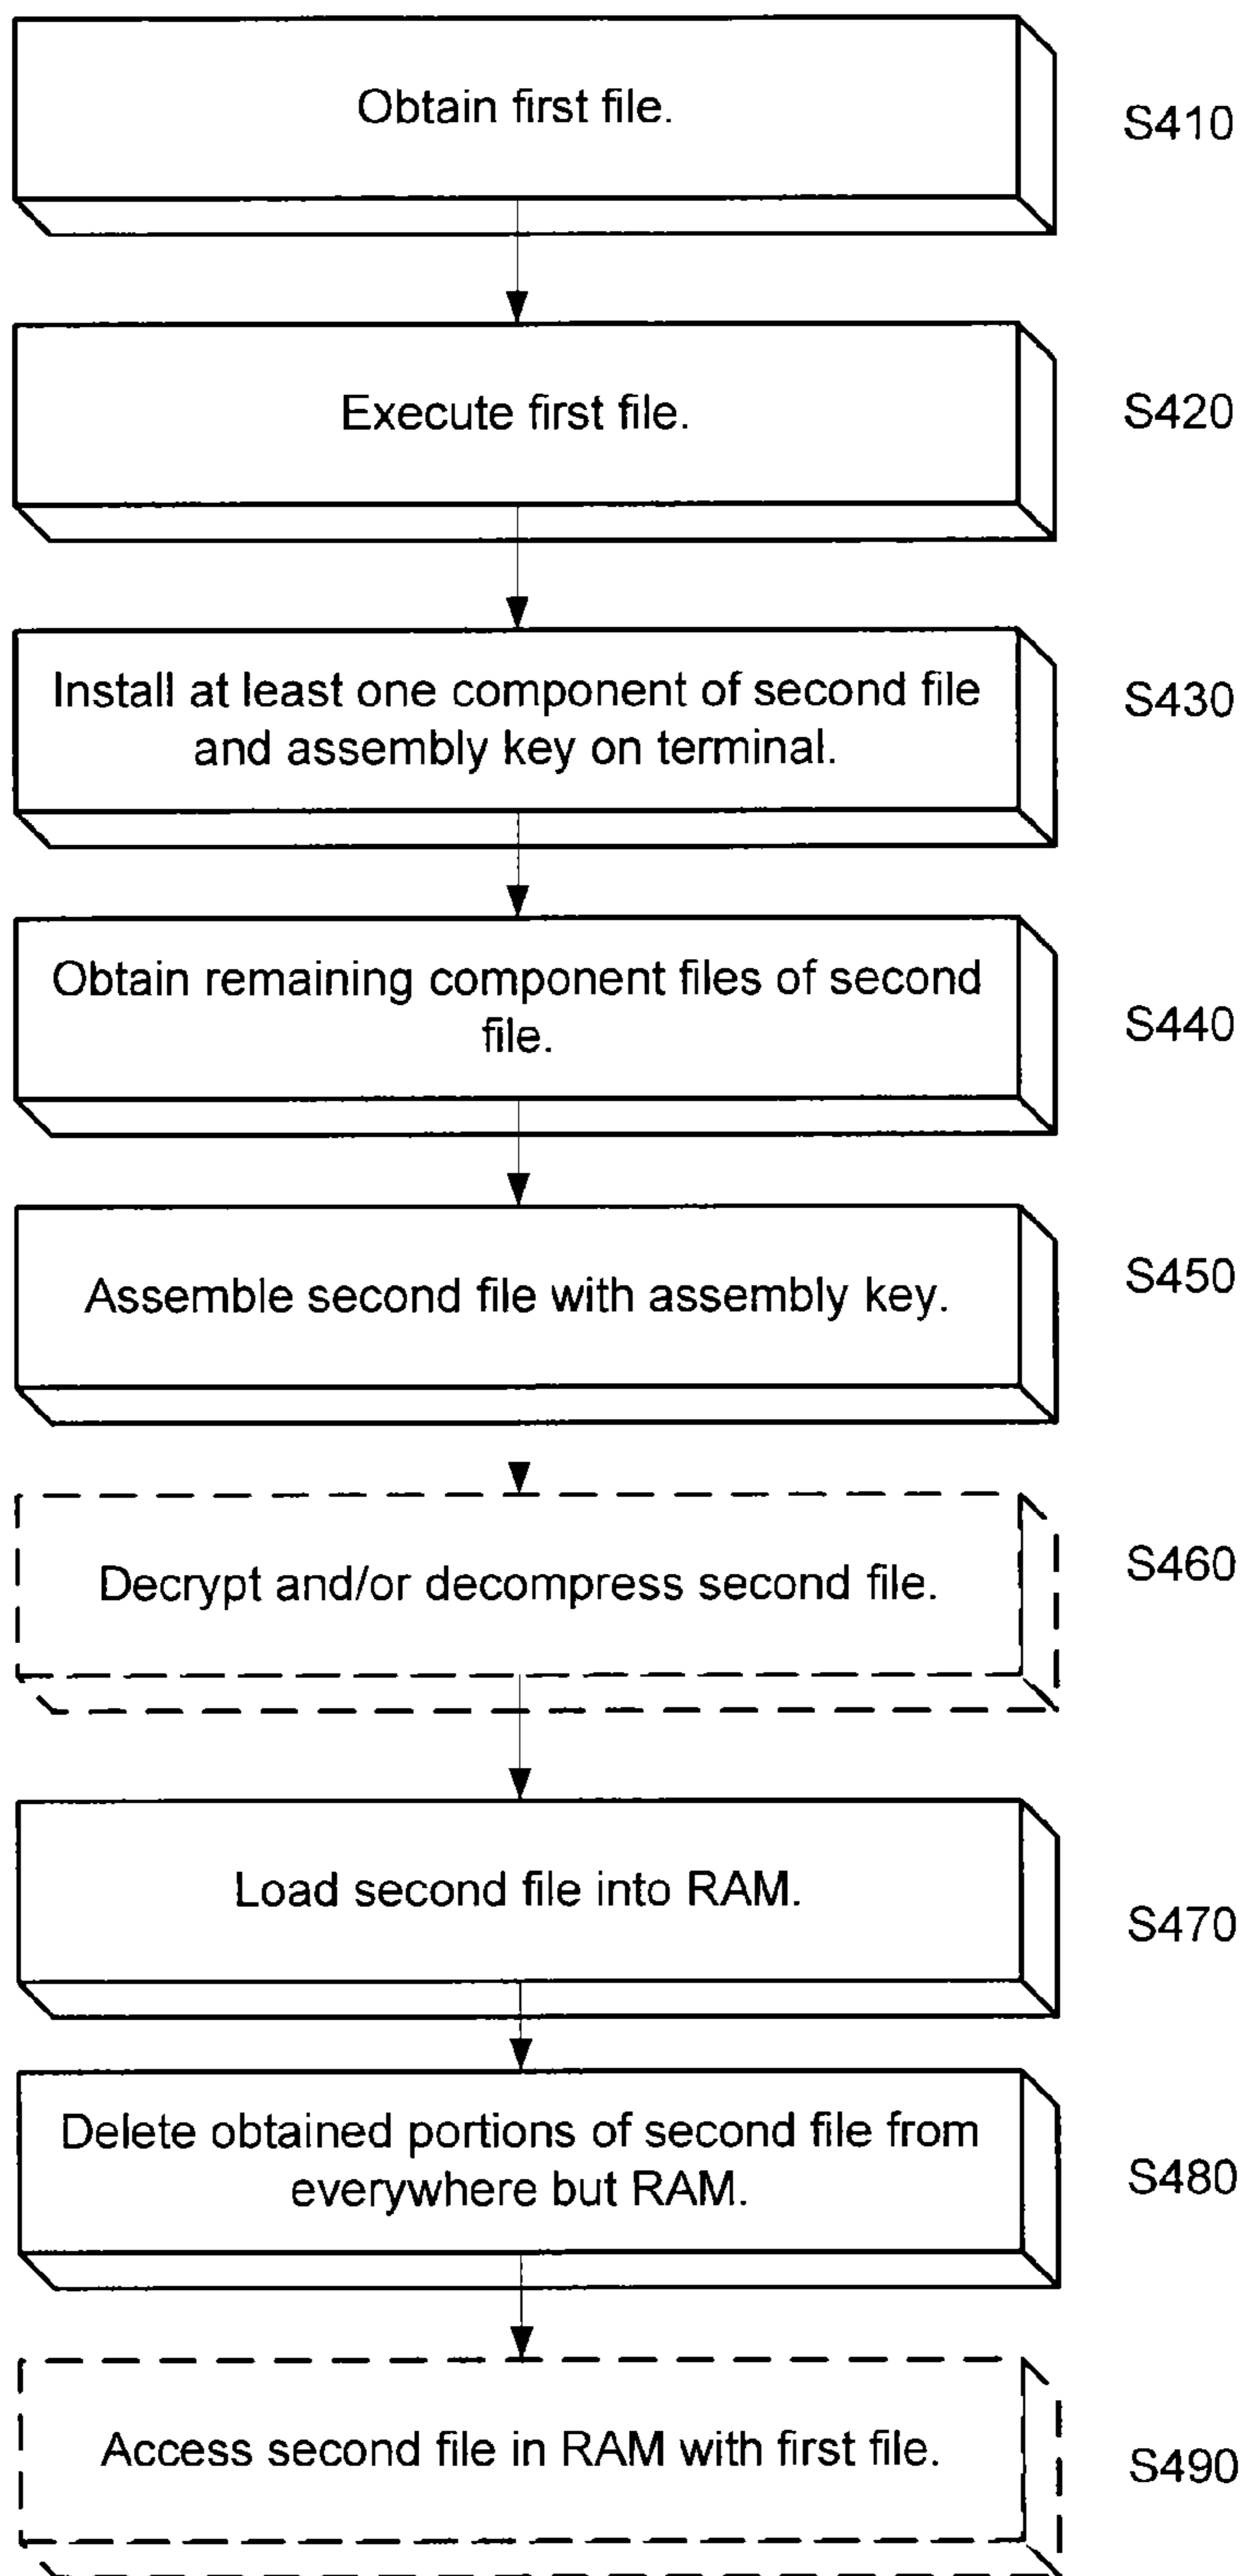 Obtain first file.
S410
Execute first file.
S420
Install at least one component of second file
and assembly key on terminal.
S430
Obtain remaining component files of second
file.
S440
Assemble second file with assembly key.
S450
Decrypt and/or decompress second file.
S460
Load second file into RAM.
S470
Delete obtained portions of second file from
everywhere but RAM.
S480
Access second file in RAM with first file.
S490